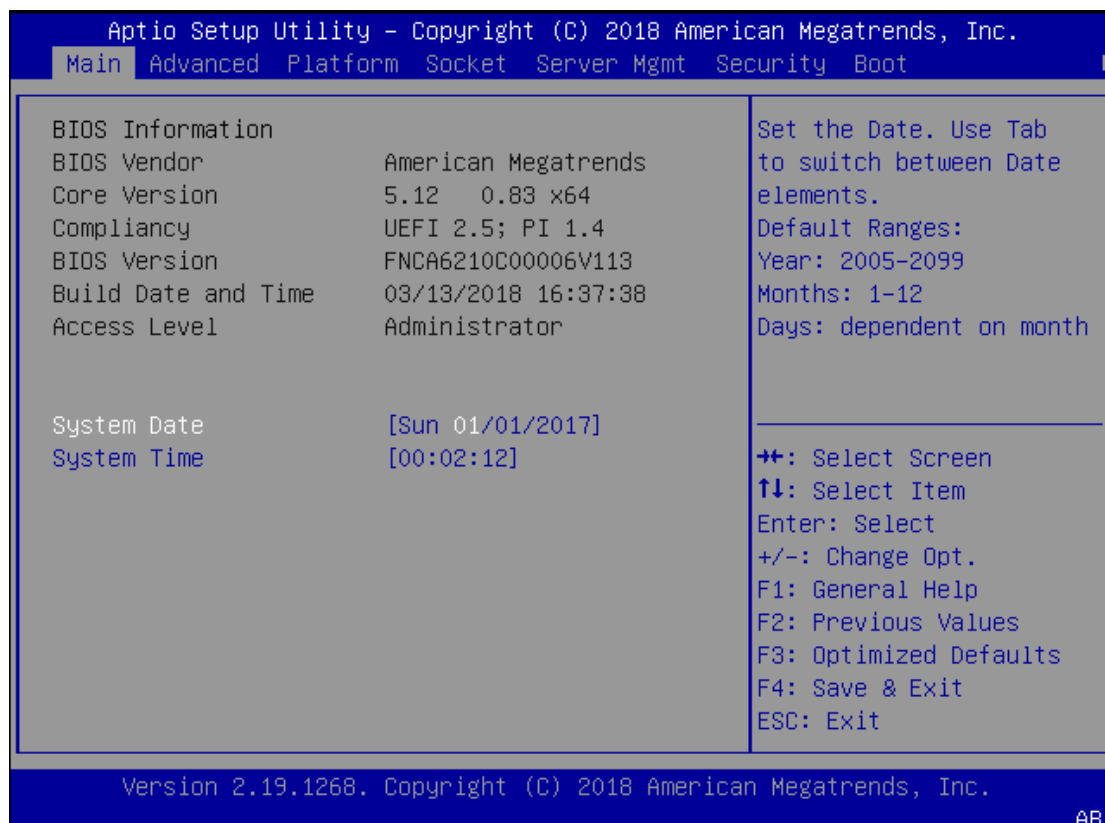 Aptio Setup Utility – Copyright (C) 2018 American Megatrends, Inc.
Main Advanced Platform Socket Server Mgmt Security Boot
BIOS Information
BIOS Vendor American Megatrends
Core Version 5.12 0.83 x64
Compliancy UEFI 2.5; PI 1.4
BIOS Version FNCA6210C00006V113
Build Date and Time 03/13/2018 16:37:38
Access Level Administrator
System Date [Sun 01/01/2017]
System Time [00:02:12]
Set the Date. Use Tab
to switch between Date
elements.
Default Ranges:
Year: 2005-2099
Months: 1-12
Days: dependent on month
→←: Select Screen
↑↓: Select Item
Enter: Select
+/-: Change Opt.
F1: General Help
F2: Previous Values
F3: Optimized Defaults
F4: Save & Exit
ESC: Exit
Version 2.19.1268. Copyright (C) 2018 American Megatrends, Inc.
AB